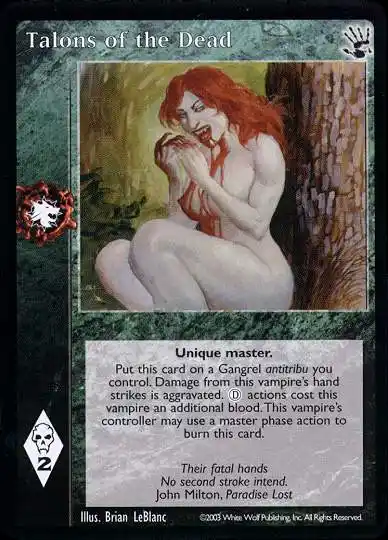 Talons of the Dead
Unique master.
Put this card on a Gangrel antitribu you
control. Damage from this vampire's hand
strikes is aggravated. Ⓓ actions cost this
vampire an additional blood. This vampire's
controller may use a master phase action to
burn this card.
Their fatal hands
No second stroke intend.
John Milton, Paradise Lost
2
Illus. Brian LeBlanc
©2003 White Wolf Publishing, Inc. All Rights Reserved.